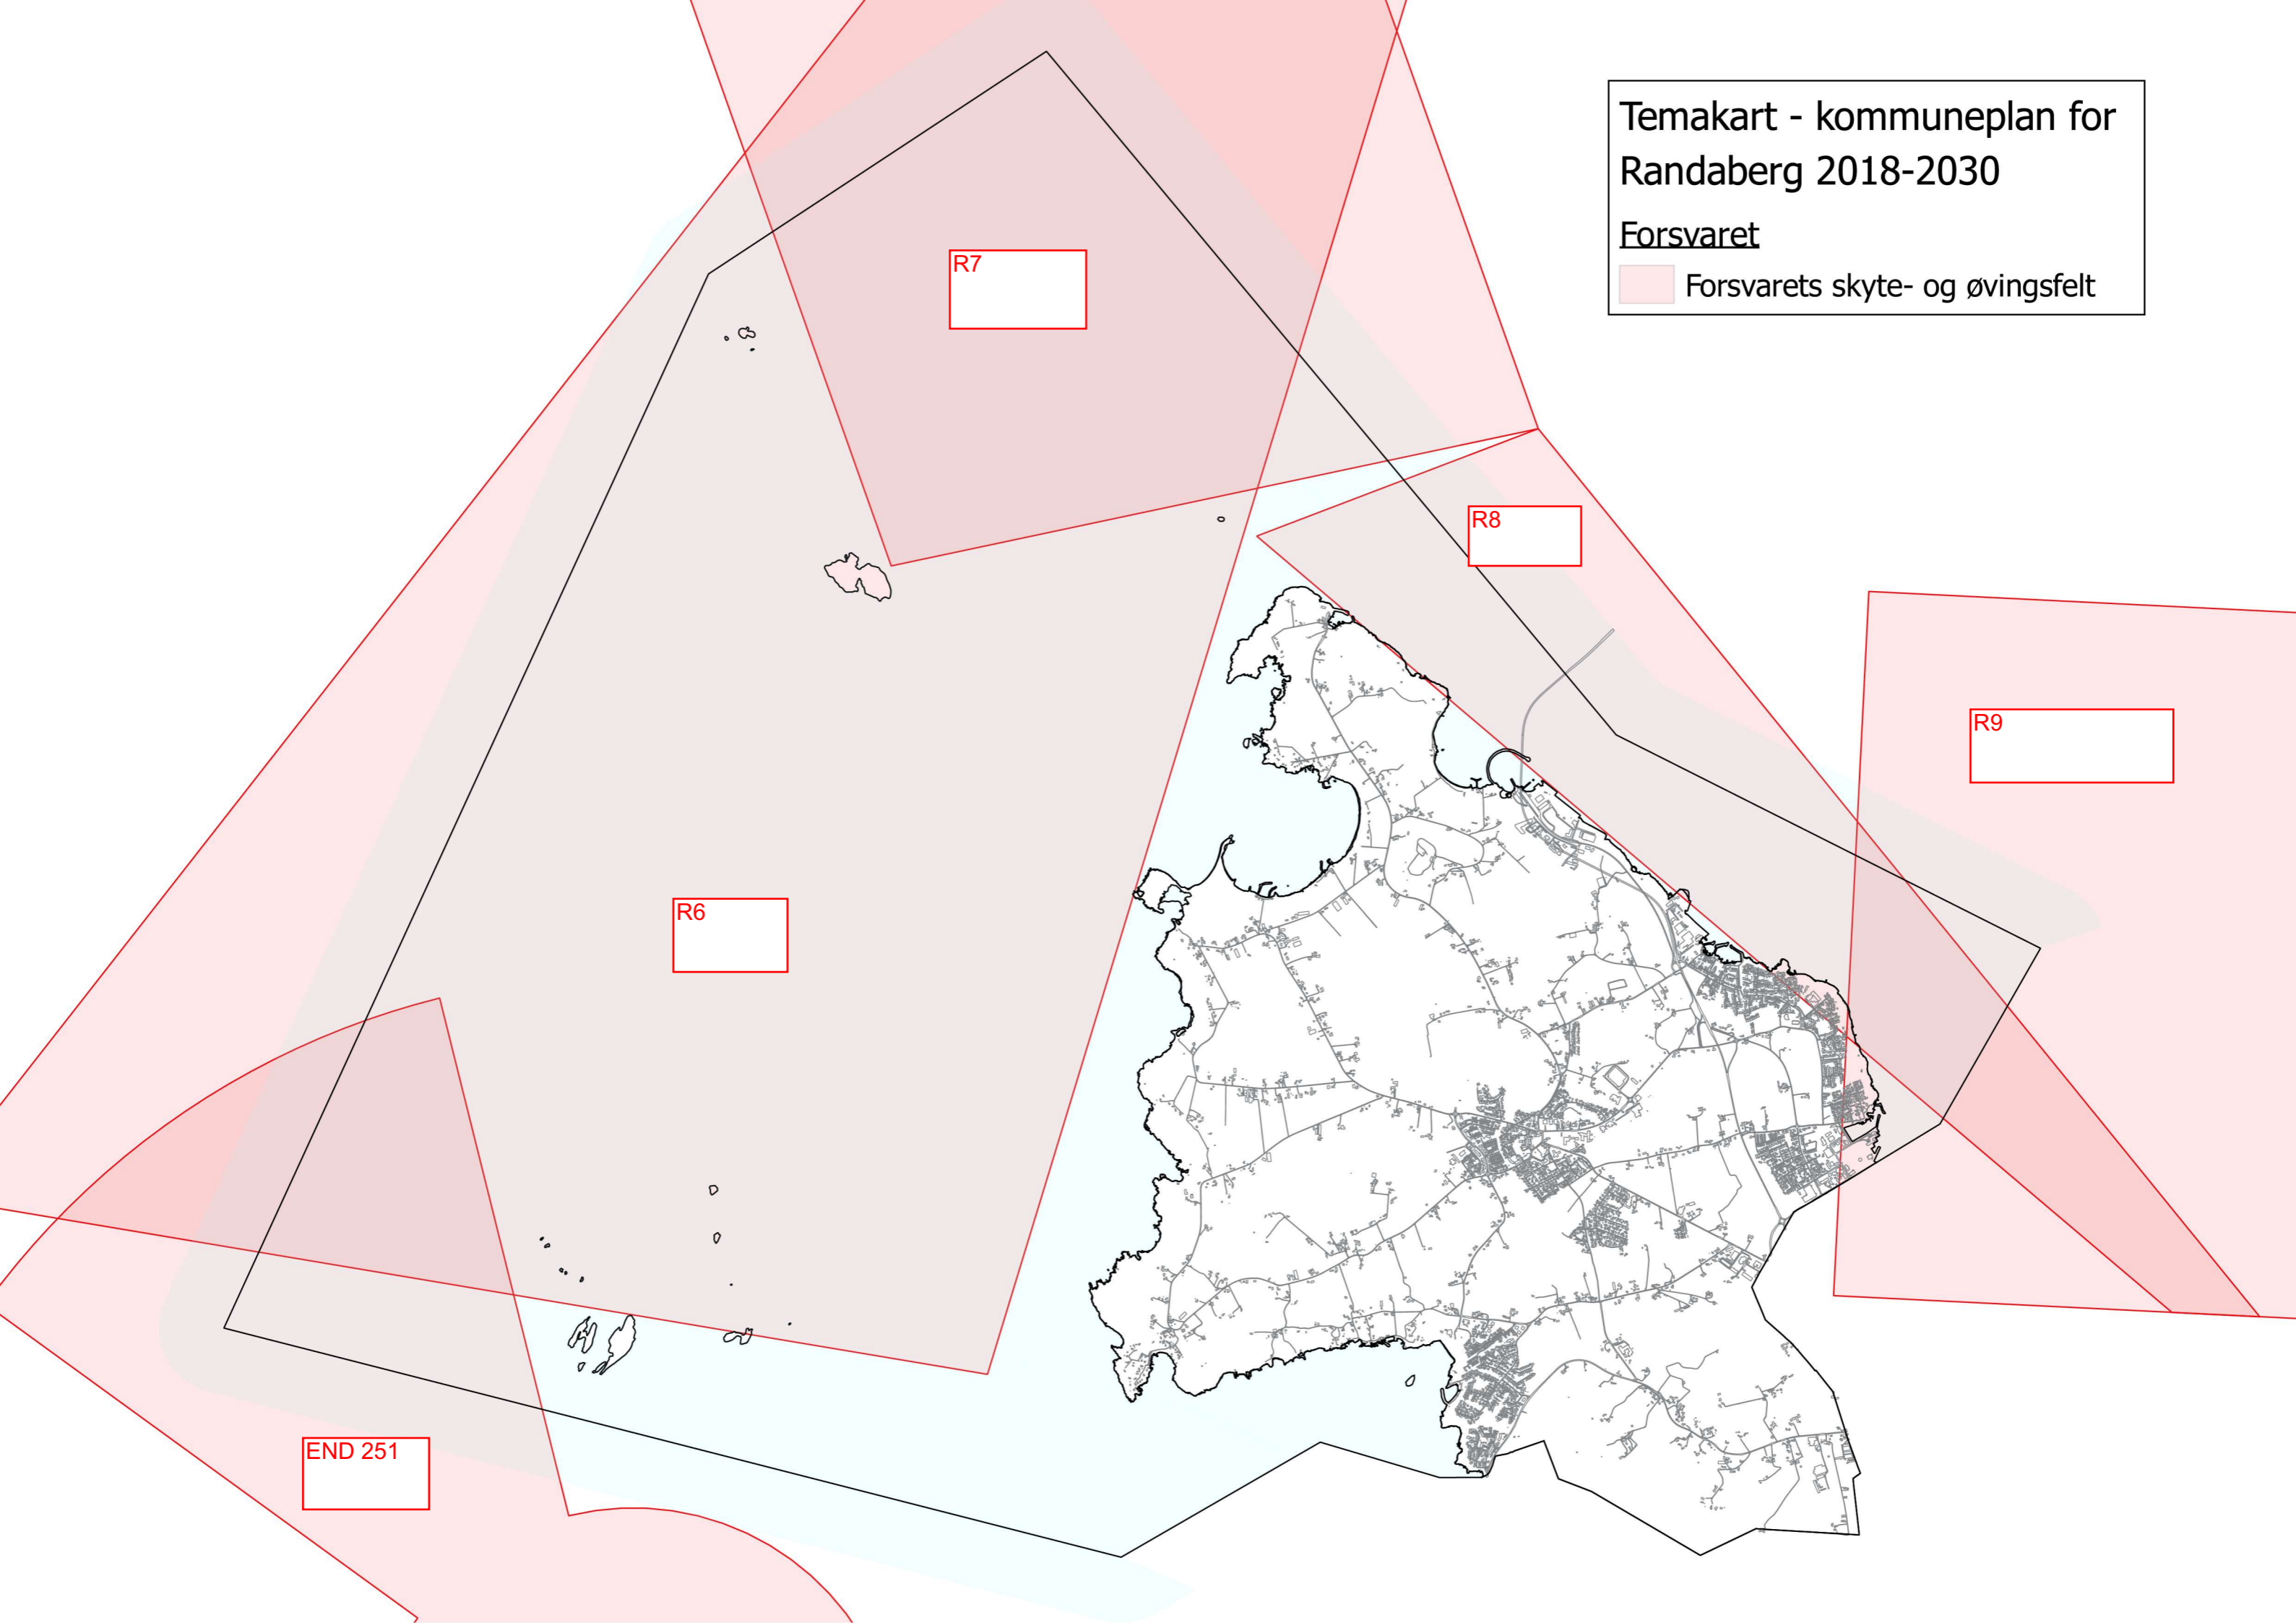 Temakart - kommuneplan for
Randaberg 2018-2030
Forsvaret
Forsvarets skyte- og øvingsfelt
R7
R8
R9
R6
END 251